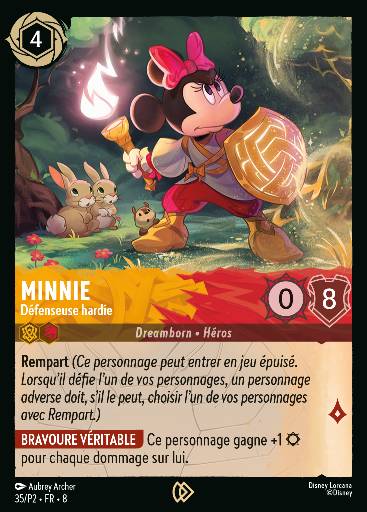 4
MINNIE
Défenseuse hardie
0
8
Dreamborn • Héros
Rempart (Ce personnage peut entrer en jeu épuisé.
Lorsqu'il défie l'un de vos personnages, un personnage
adverse doit, s'il le peut, choisir l'un de vos personnages
avec Rempart.)
BRAVOURE VÉRITABLE Ce personnage gagne +1
pour chaque dommage sur lui.
Aubrey Archer
35/P2 • FR • 8
Disney Lorcana
©Disney